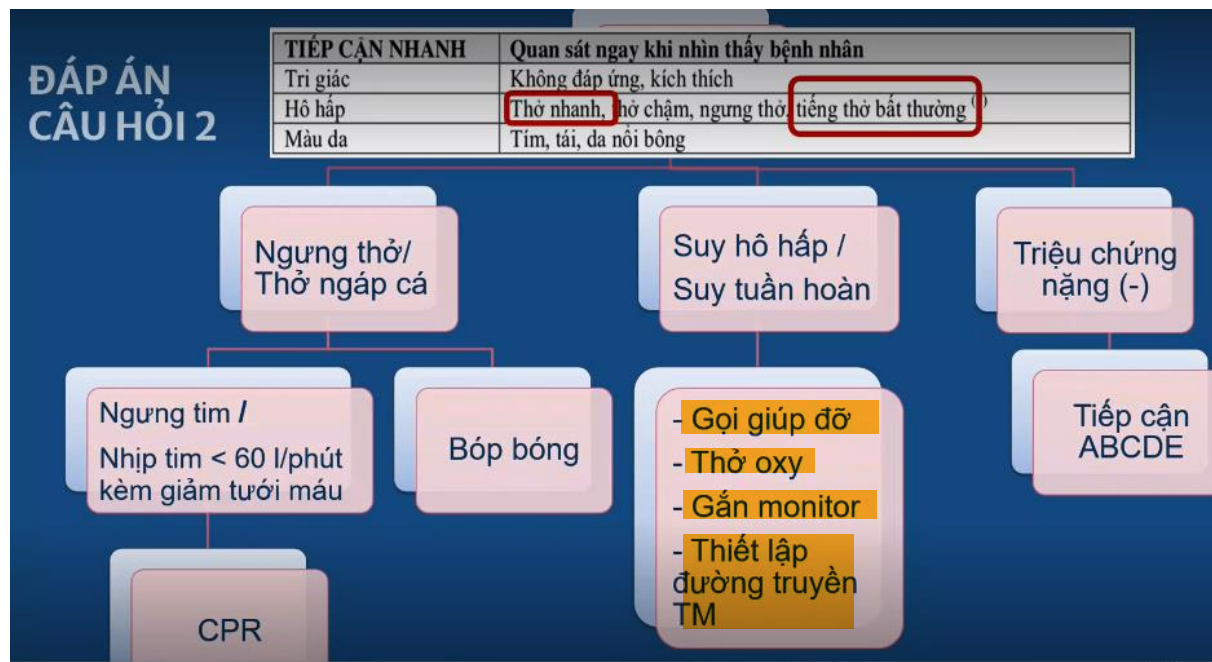 ĐÁP ÁN
CÂU HỎI 2
TIẾP CẬN NHANH Quan sát ngay khi nhìn thấy bệnh nhân
Tri giác Không đáp ứng, kích thích
Hô hấp Thở nhanh, thở chậm, ngưng thở, tiếng thở bất thường
Màu da Tím, tái, da nổi bông
Ngưng thở/
Thở ngáp cá
Suy hô hấp /
Suy tuần hoàn
Triệu chứng
nặng (-)
Ngưng tim /
Nhịp tim < 60 l/phút
kèm giảm tưới máu
Bóp bóng
- Gọi giúp đỡ
- Thở oxy
- Gắn monitor
- Thiết lập
đường truyền
TM
Tiếp cận
ABCDE
CPR